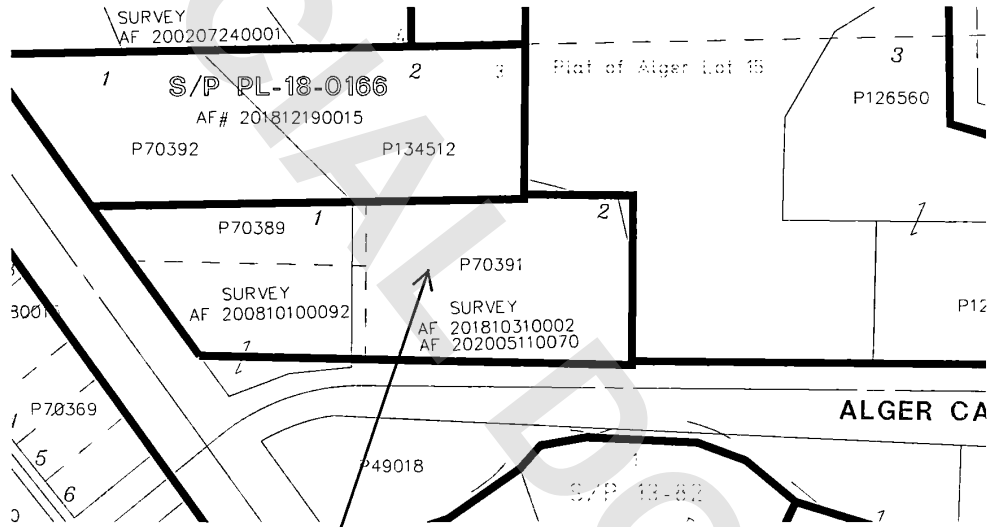 SURVEY
AF 200207240001
1
2
3
S/P PL-18-0166
Plat of Alger Lot 15
3
P126560
AF# 201812190015
P70392
P134512
1
2
P70389
P70391
SURVEY
AF 200810100092
SURVEY
AF 201810310002
AF 202005110070
P12
P70369
ALGER CA
5
6
P49018
1
S/P 13-82